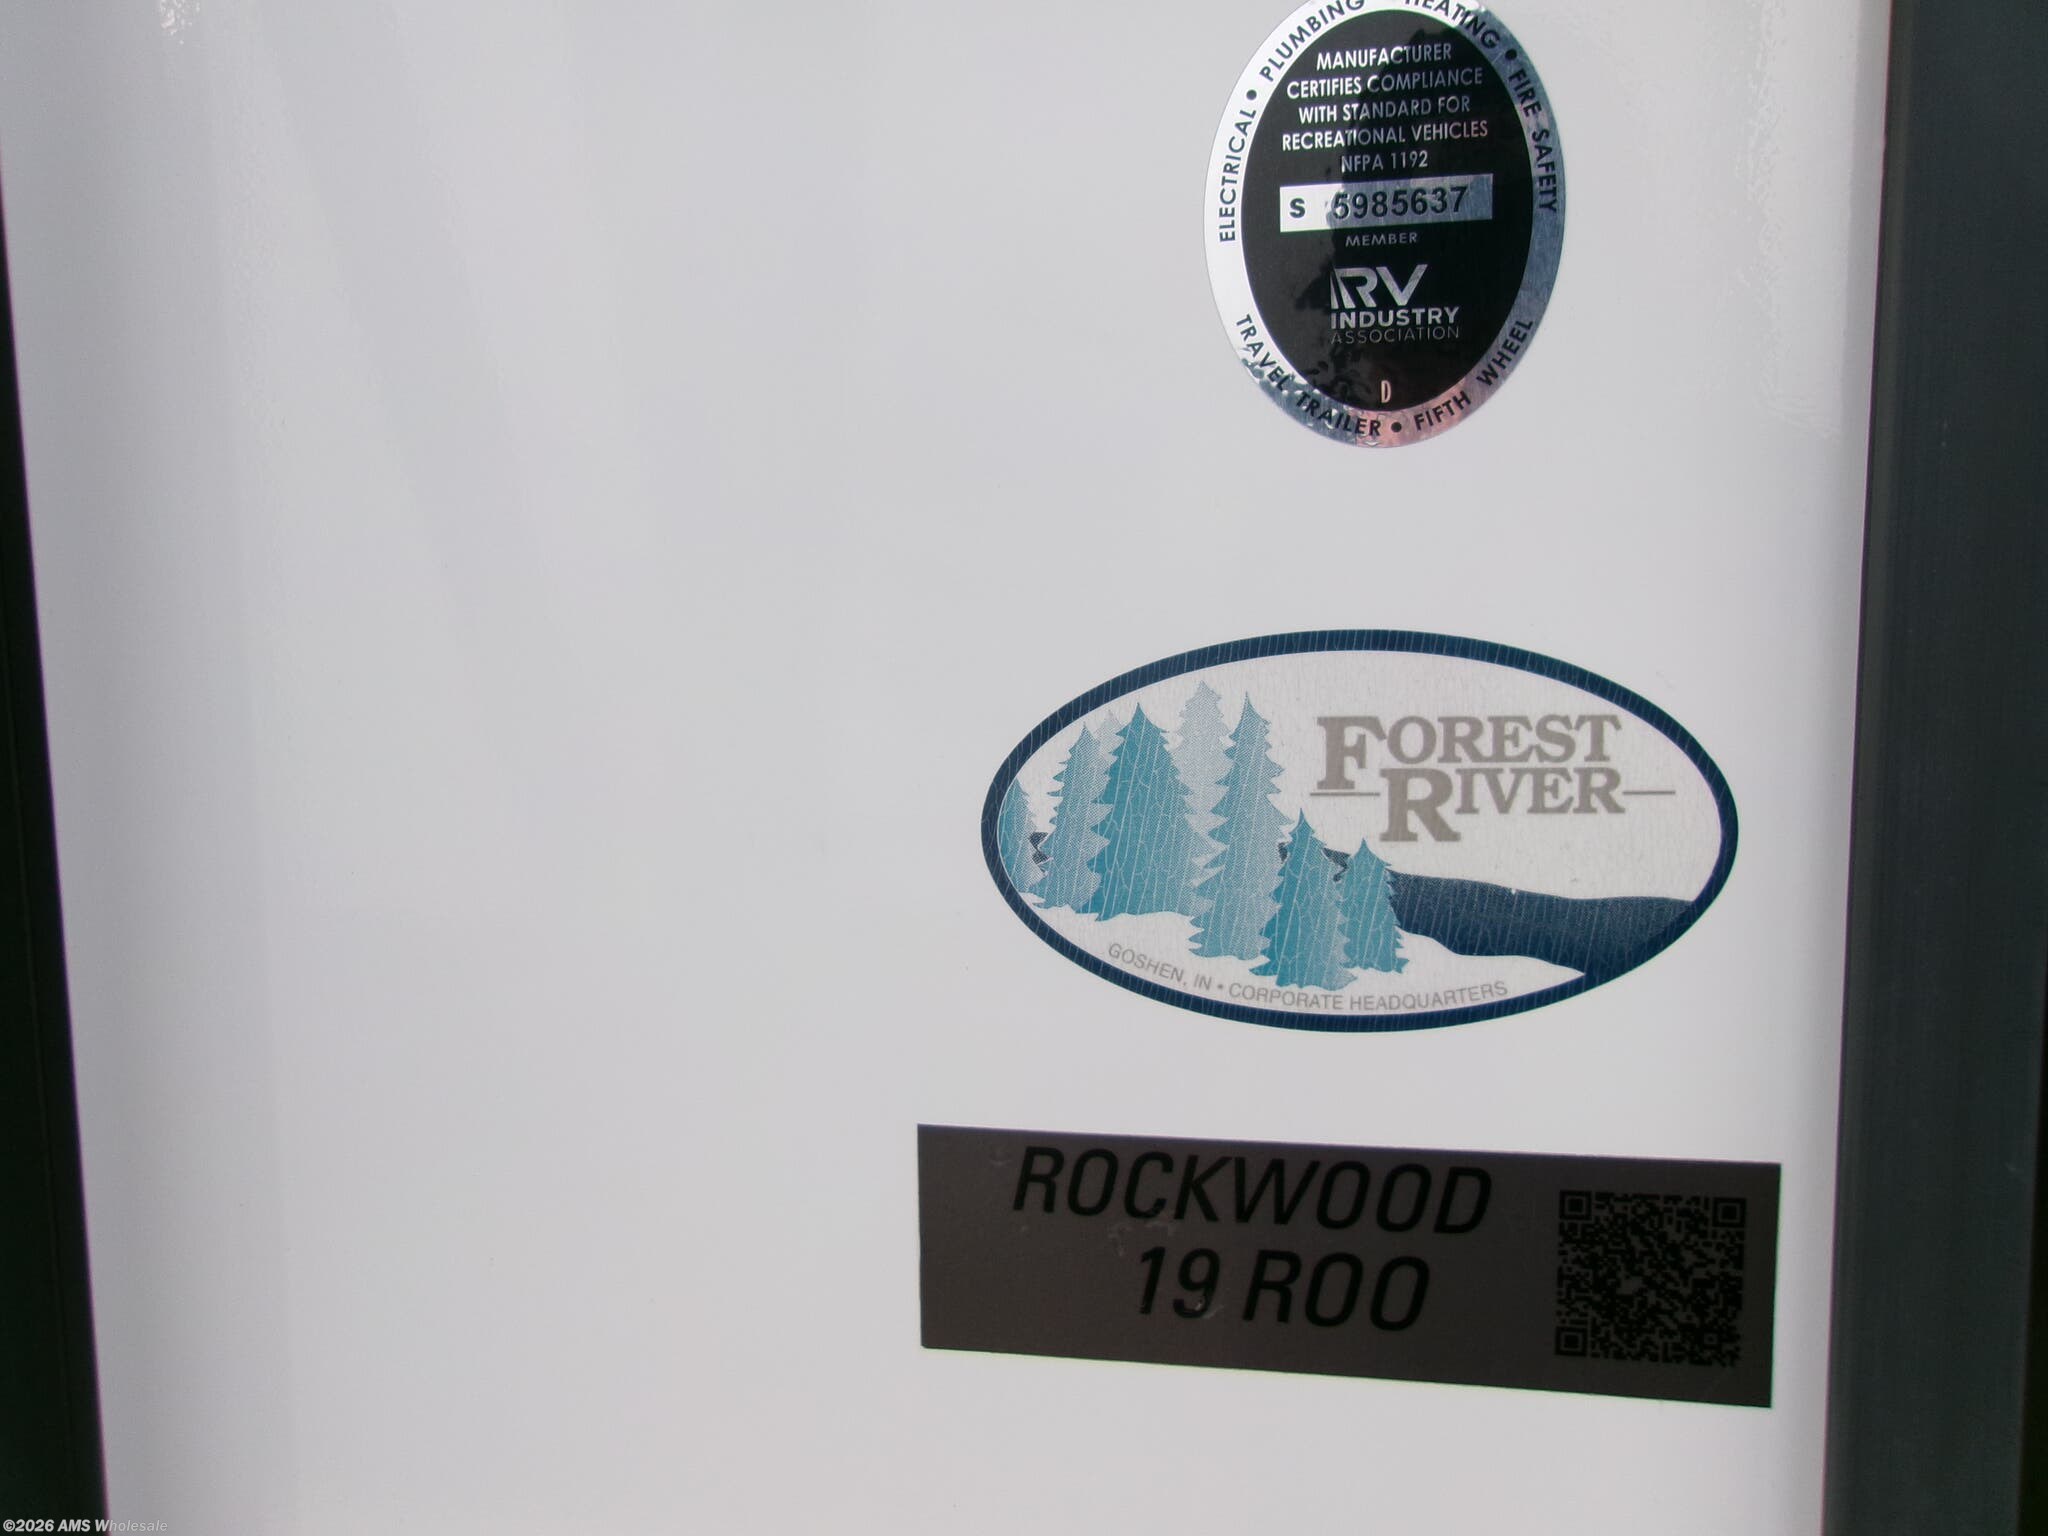 ELECTRICAL • PLUMBING • HEATING • FIRE SAFETY
MANUFACTURER
CERTIFIES COMPLIANCE
WITH STANDARD FOR
RECREATIONAL VEHICLES
NFPA 1192
S 5985637
MEMBER
RV
INDUSTRY
ASSOCIATION
D
TRAVEL TRAILER • FIFTH WHEEL
FOREST
RIVER
GOSHEN, IN • CORPORATE HEADQUARTERS
ROCKWOOD
19 ROO
©2026 AMS Wholesale